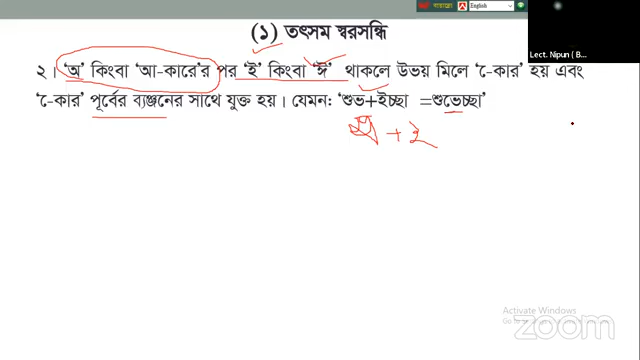 English
Lect. Nipun ( B
(১) তৎসম স্বরসন্ধি
২। 'অ' কিংবা 'আ-কারে'র পর 'ই' কিংবা 'ঈ' থাকলে উভয় মিলে 'ে-কার' হয় এবং
'ে-কার' পূর্বের ব্যঞ্জনের সাথে যুক্ত হয়। যেমন: 'শুভ+ইচ্ছা =শুভেচ্ছা'
অ + ই
Activate Windows
zoom